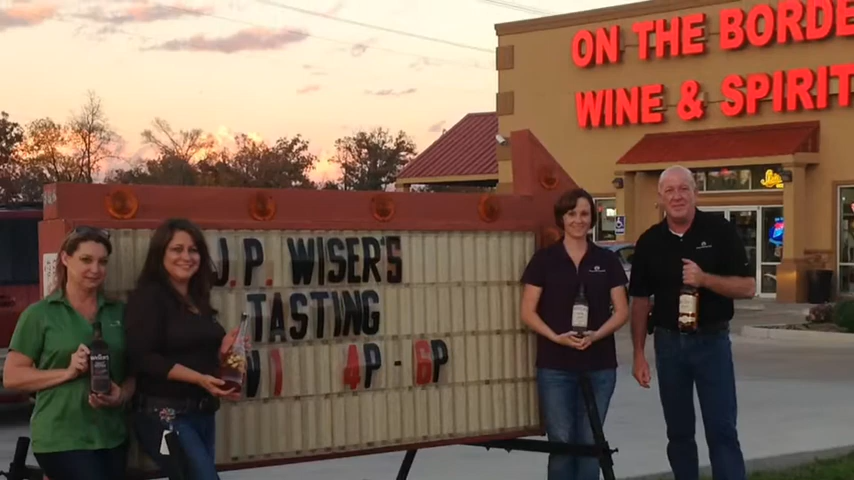 ON THE BORDE
WINE & SPIRIT
J.P. WISER'S
TASTING
4P - 6P